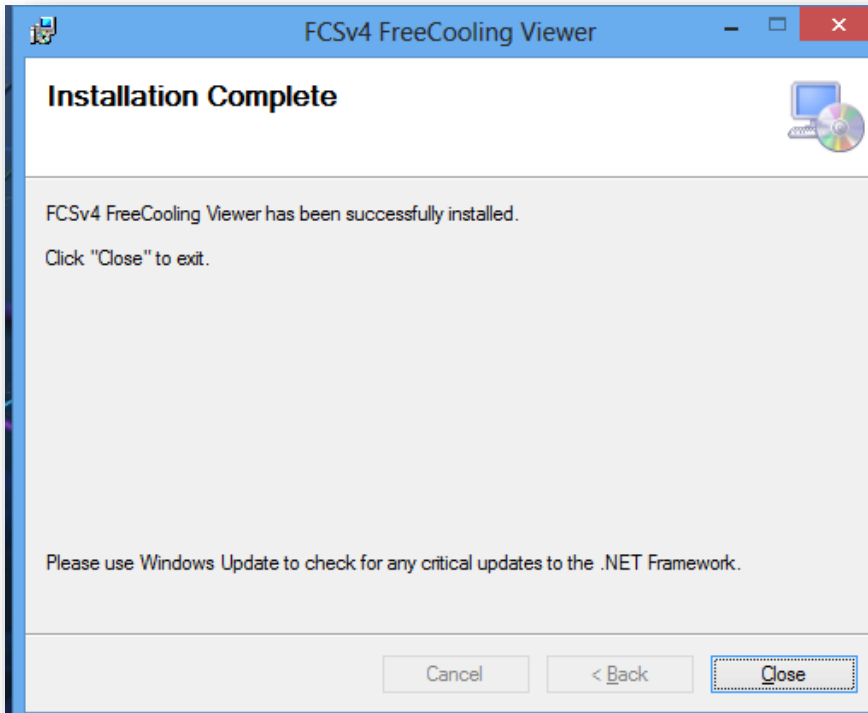 FCSv4 FreeCooling Viewer
Installation Complete
FCSv4 FreeCooling Viewer has been successfully installed.
Click "Close" to exit.
Please use Windows Update to check for any critical updates to the .NET Framework.
Cancel
< Back
Close